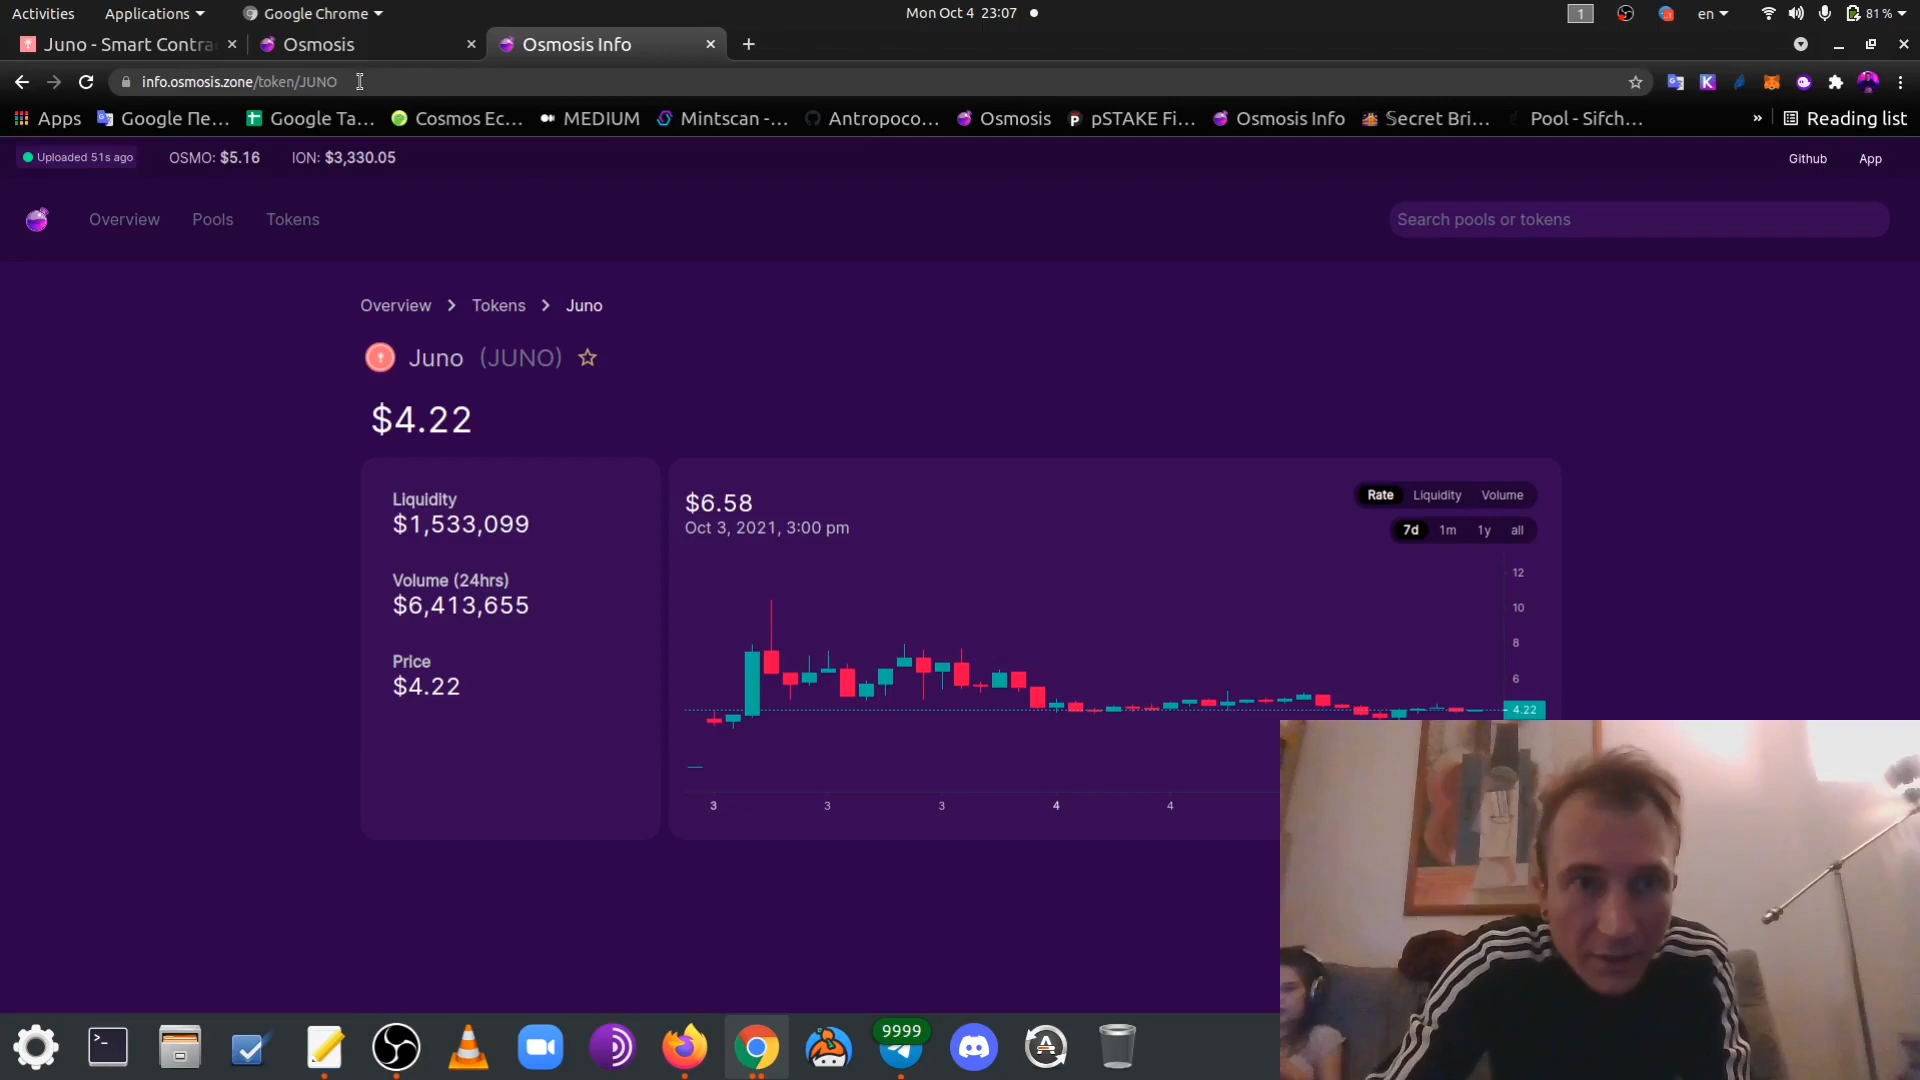 Activities Applications Google Chrome Mon Oct 4 23:07 1 en 81%
Juno - Smart Contra Osmosis Osmosis Info
info.osmosis.zone/token/JUNO
Apps Google Пе... Google Ta... Cosmos Ec... MEDIUM Mintscan -... Antropoco... Osmosis pSTAKE Fi... Osmosis Info Secret Bri... Pool - Sifch... » Reading list
Uploaded 51s ago OSMO: $5.16 ION: $3,330.05 Github App
Overview Pools Tokens Search pools or tokens
Overview > Tokens > Juno
Juno (JUNO)
$4.22
Liquidity
$1,533,099
Volume (24hrs)
$6,413,655
Price
$4.22
$6.58
Oct 3, 2021, 3:00 pm
Rate Liquidity Volume
7d 1m 1y all
12
10
8
6
4.22
3 3 3 4 4
9999